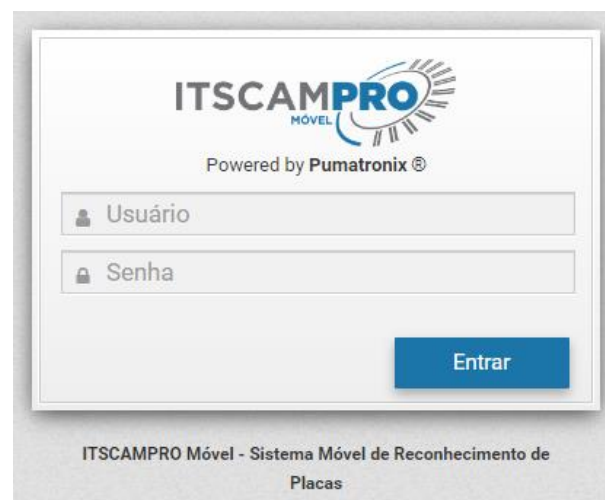 ITSCAMPRO
MÓVEL
Powered by Pumatronix ®
Usuário
Senha
Entrar
ITSCAMPRO Móvel - Sistema Móvel de Reconhecimento de
Placas